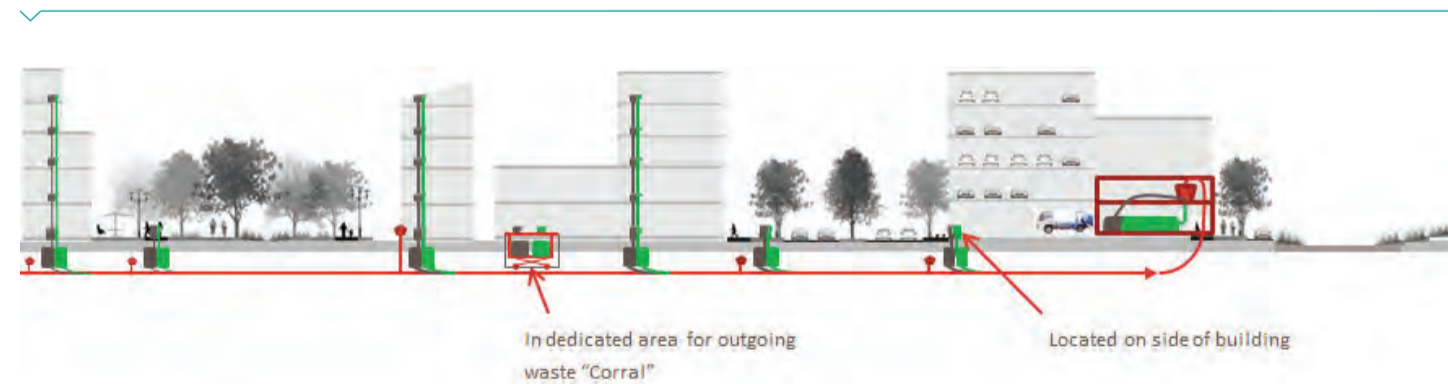 In dedicated area for outgoing
waste “Corral”
Located on side of building